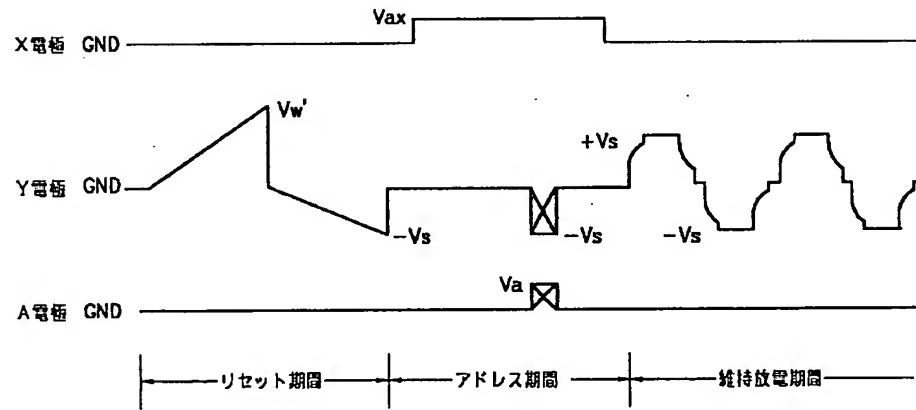 Vax
X電極 GND
Vw'
+Vs
Y電極 GND
-Vs
-Vs
-Vs
Va
A電極 GND
リセット期間
アドレス期間
維持放電期間